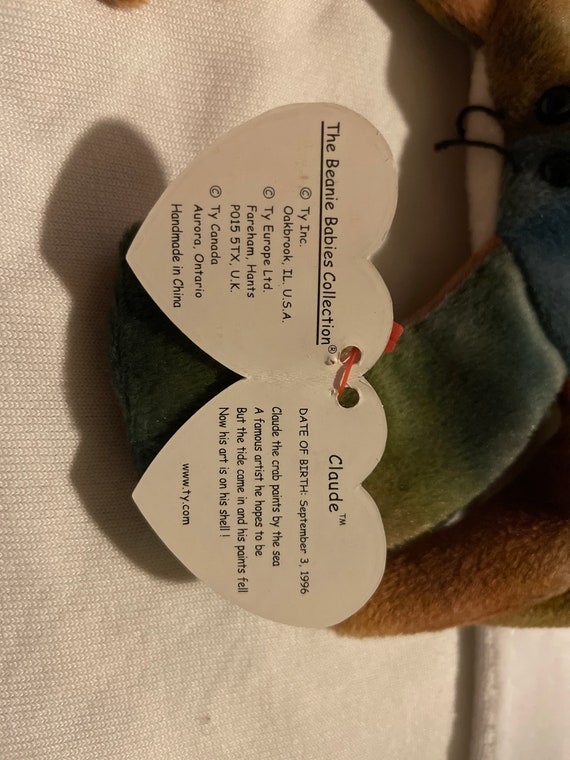 The Beanie Babies Collection®
© Ty Inc.
Oakbrook, IL. U.S.A.
© Ty Europe Ltd.
Fareham, Hants
PO15 5TX, U.K.
© Ty Canada
Aurora, Ontario
Handmade in China
Claude™
DATE OF BIRTH: September 3, 1996
Claude the crab paints by the sea
A famous artist he hopes to be
But the tide came in and his paints fell
Now his art is on his shell !
www.ty.com